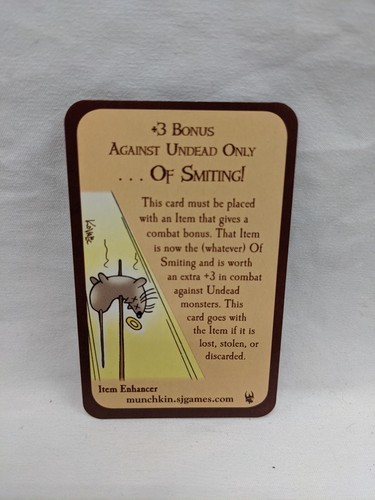 +3 Bonus
Against Undead Only
. . . Of Smiting!
This card must be placed
with an Item that gives a
combat bonus. That Item
is now the (whatever) Of
Smiting and is worth
an extra +3 in combat
against Undead
monsters. This
card goes with
the Item if it is
lost, stolen, or
discarded.
Item Enhancer
munchkin.sjgames.com